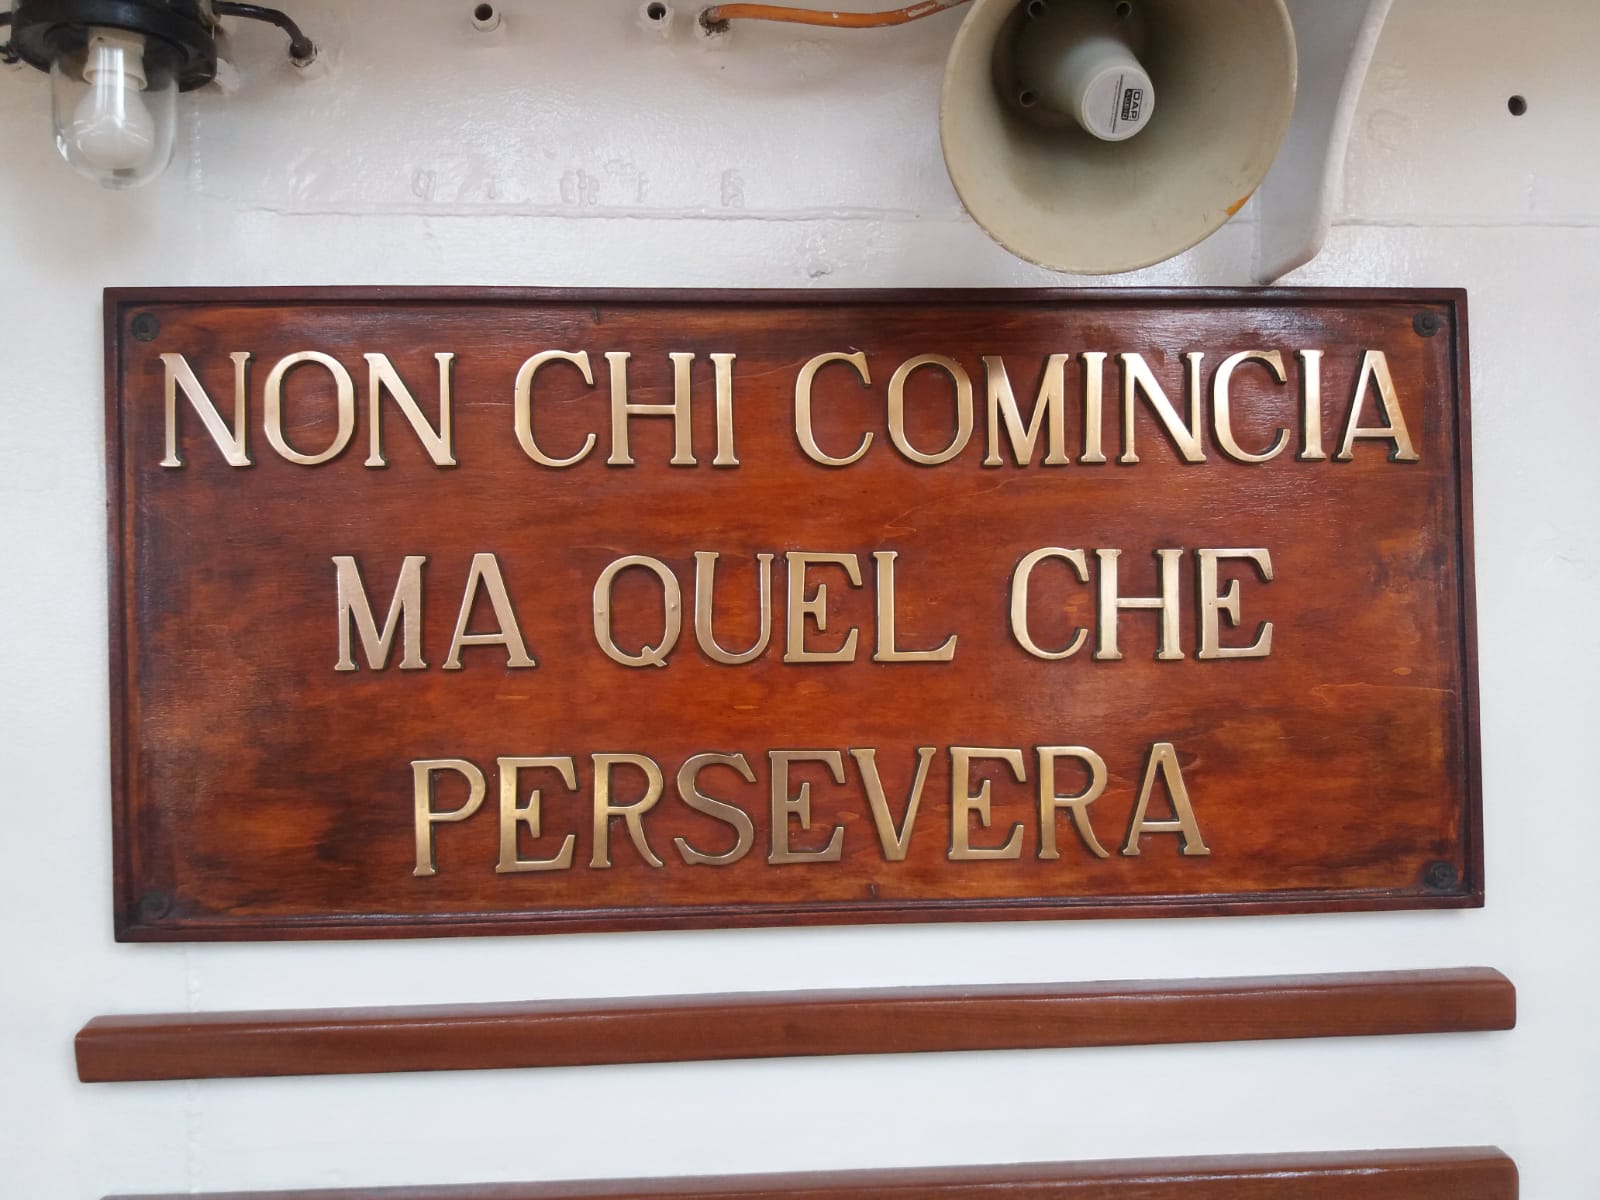 NON CHI COMINCIA
MA QUEL CHE
PERSEVERA